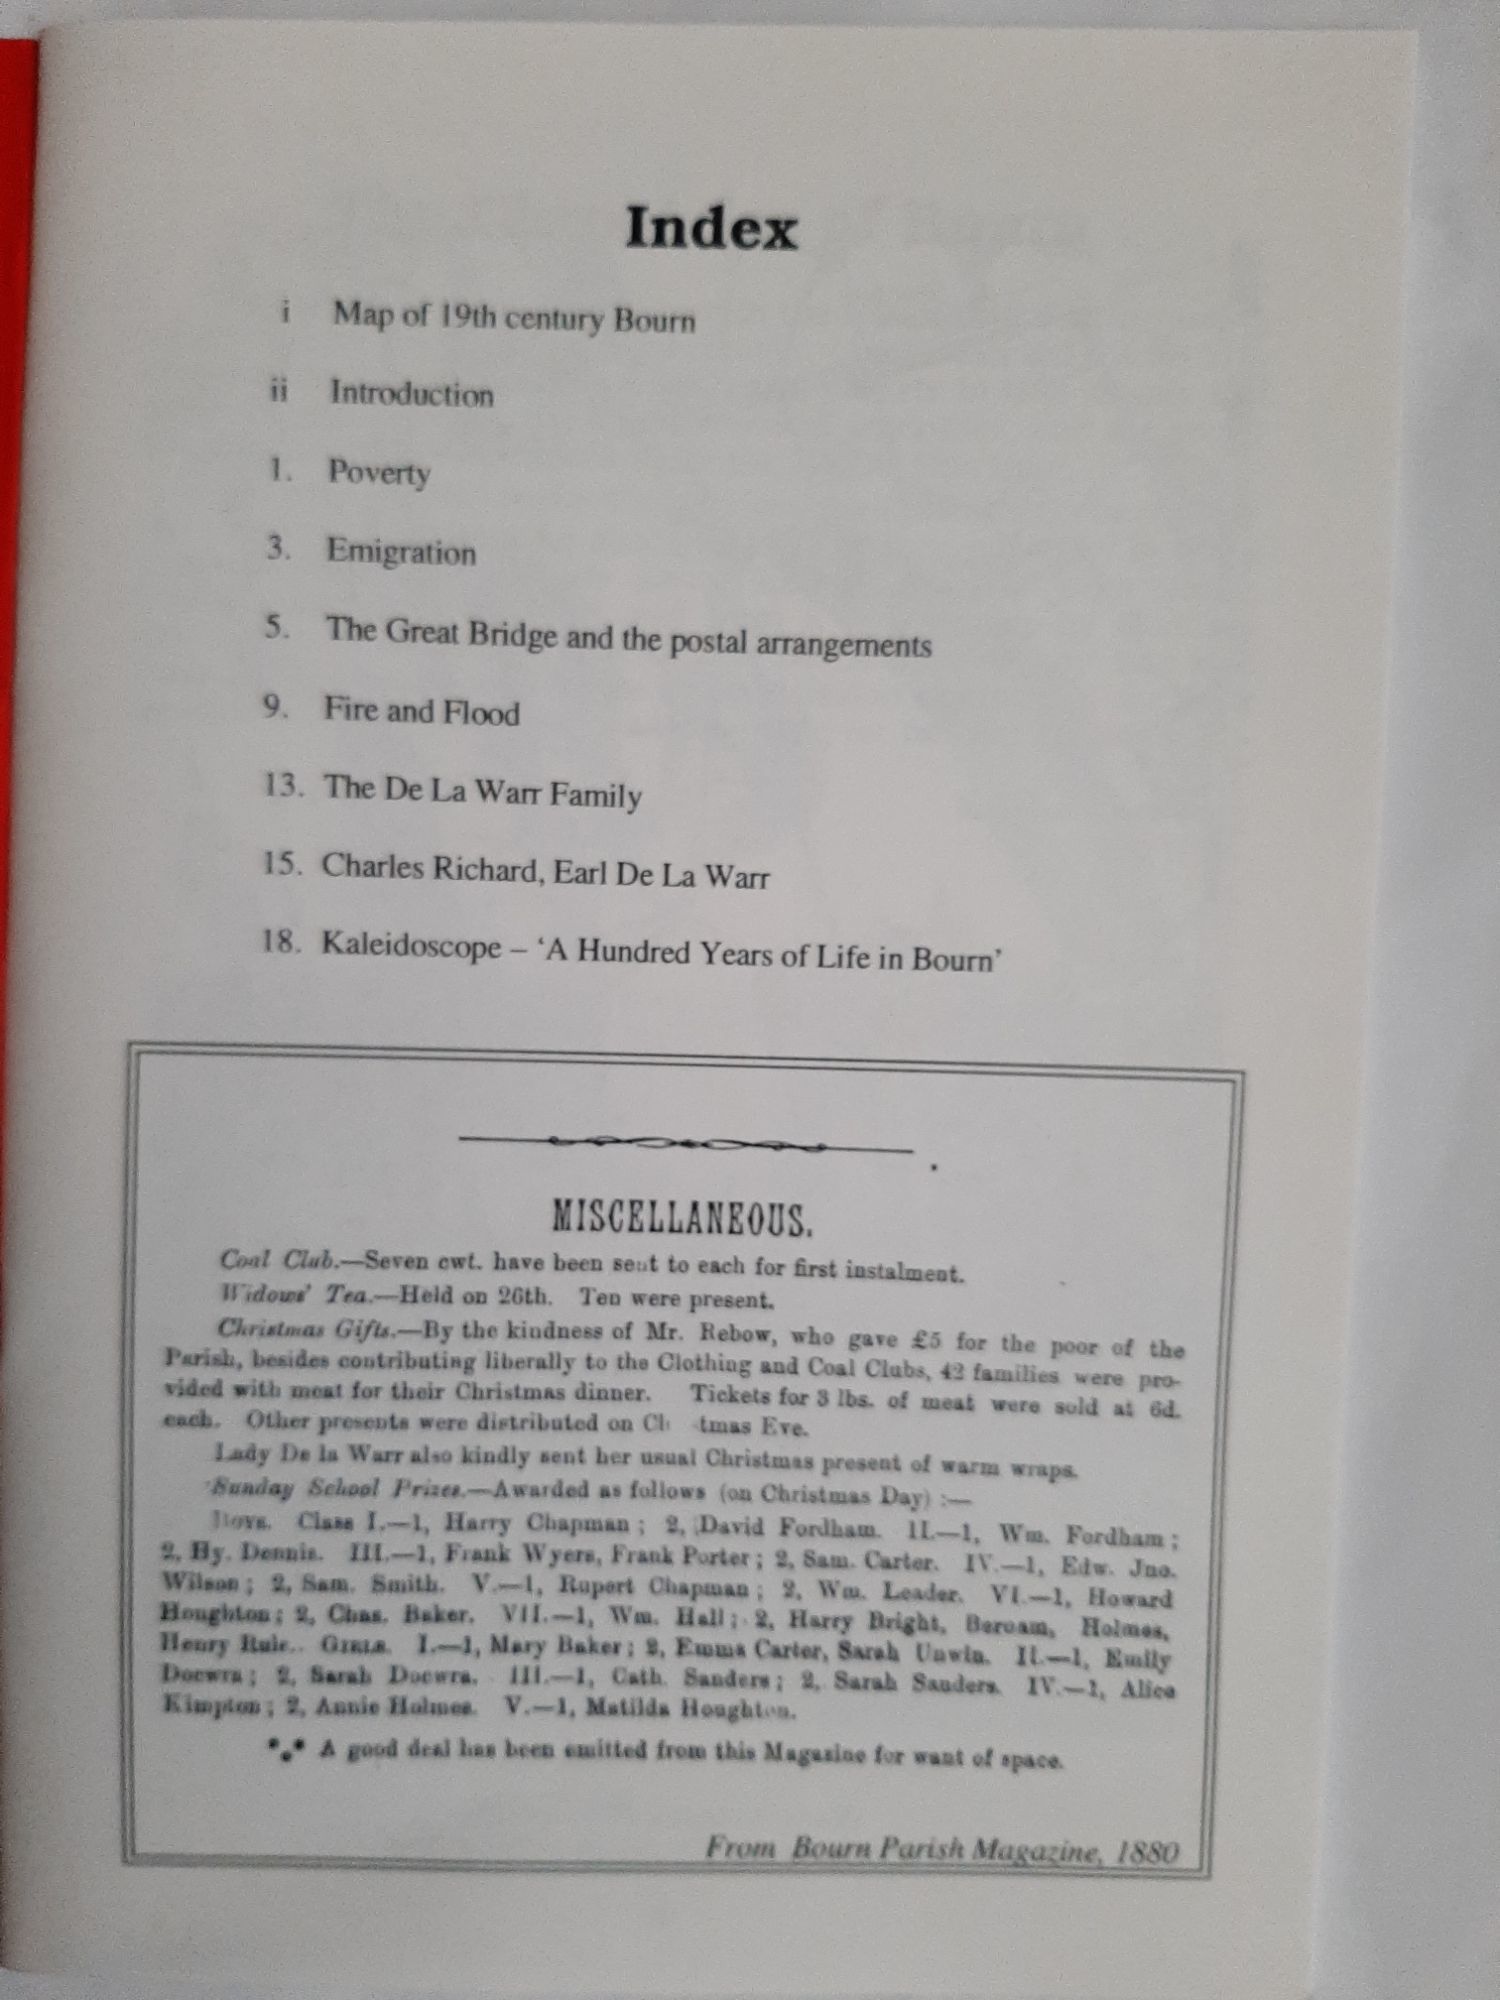 Index
i Map of 19th century Bourn
ii Introduction
1. Poverty
3. Emigration
5. The Great Bridge and the postal arrangements
9. Fire and Flood
13. The De La Warr Family
15. Charles Richard, Earl De La Warr
18. Kaleidoscope – ‘A Hundred Years of Life in Bourn’
MISCELLANEOUS.
Coal Club.—Seven cwt. have been sent to each for first instalment.
Widows' Tea.—Held on 26th. Ten were present.
Christmas Gifts.—By the kindness of Mr. Rebow, who gave £5 for the poor of the
Parish, besides contributing liberally to the Clothing and Coal Clubs, 42 families were pro-
vided with meat for their Christmas dinner. Tickets for 3 lbs. of meat were sold at 6d.
each. Other presents were distributed on Ch tmas Eve.
Lady De la Warr also kindly sent her usual Christmas present of warm wraps.
Sunday School Prizes.—Awarded as follows (on Christmas Day) :—
Boys. Class I.—1, Harry Chapman ; 2, David Fordham. II.—1, Wm. Fordham ;
2, Hy. Dennis. III.—1, Frank Wyers, Frank Porter ; 2, Sam. Carter. IV.—1, Edw. Jno.
Wilson ; 2, Sam. Smith. V.—1, Rupert Chapman ; 2, Wm. Leader. VI.—1, Howard
Houghton ; 2, Chas. Baker. VII.—1, Wm. Hall ; 2, Harry Bright, Holmes,
Henry Rule. GIRLS. I.—1, Mary Baker ; 2, Emma Carter, Sarah Unwin. II.—1, Emily
Docwra ; 2, Sarah Docwra. III.—1, Cath. Sanders ; 2, Sarah Sanders. IV.—1, Alice
Kimpton ; 2, Annie Holmes. V.—1, Matilda Houghton.
A good deal has been omitted from this Magazine for want of space.
From Bourn Parish Magazine, 1880